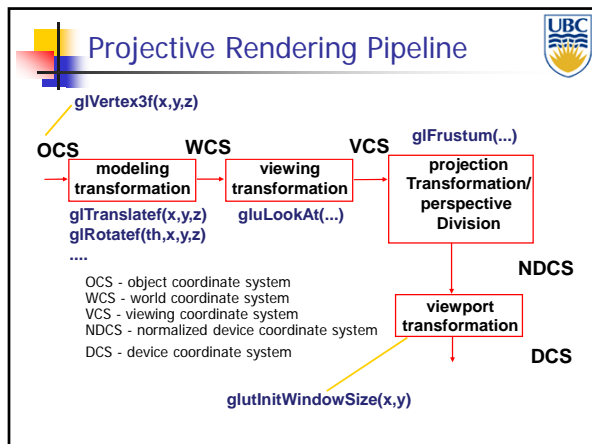 Projective Rendering Pipeline
UBC
glVertex3f(x,y,z)
OCS
modeling
transformation
glTranslatef(x,y,z)
glRotatef(th,x,y,z)
....
WCS
viewing
transformation
gluLookAt(...)
VCS
glFrustum(...)
projection
Transformation/
perspective
Division
NDCS
viewport
transformation
DCS
OCS - object coordinate system
WCS - world coordinate system
VCS - viewing coordinate system
NDCS - normalized device coordinate system
DCS - device coordinate system
glutInitWindowSize(x,y)